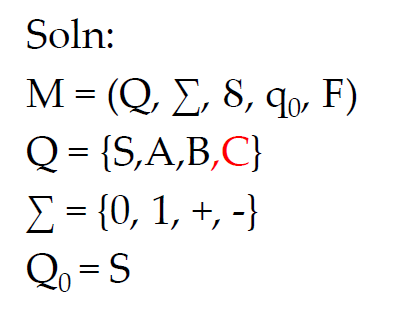 Soln:
M = (Q, ∑, δ, q₀, F)
Q = {S,A,B,C}
∑ = {0, 1, +, -}
Q₀ = S